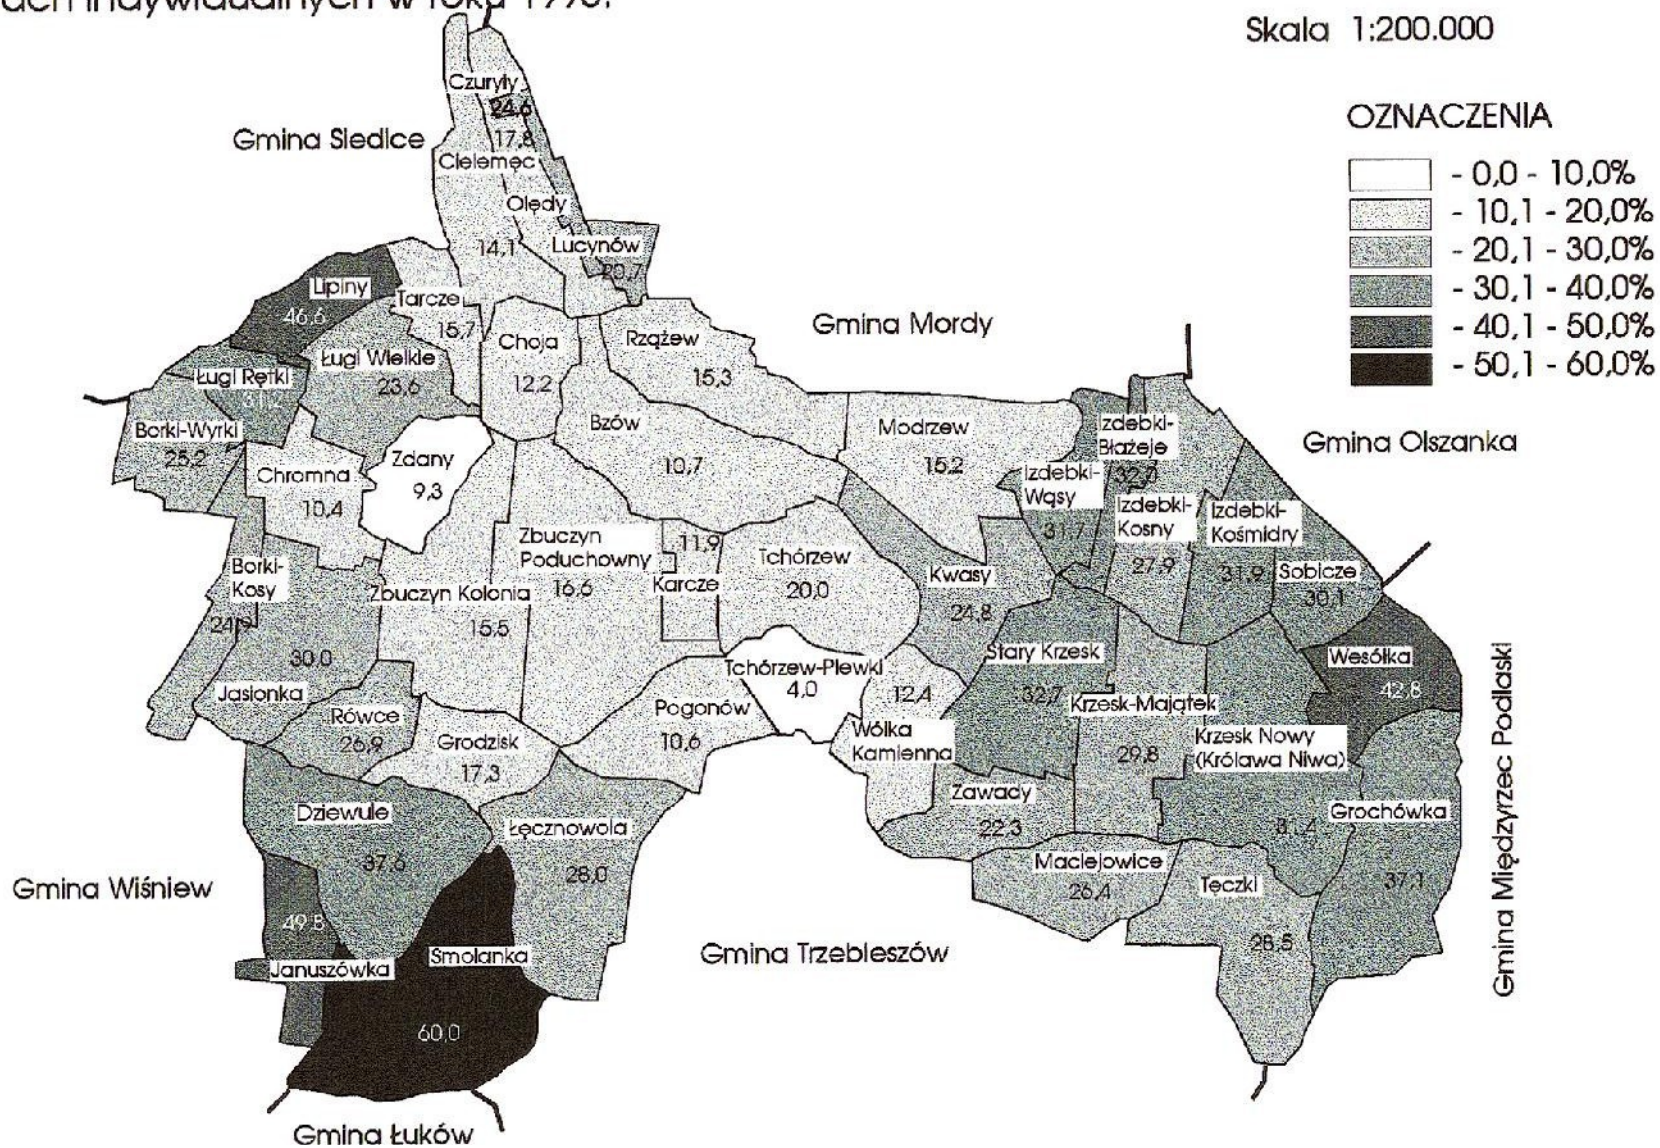 indywidualnych w roku
Skala 1:200.000
OZNACZENIA
- 0,0 - 10,0%
- 10,1 - 20,0%
- 20,1 - 30,0%
- 30,1 - 40,0%
- 40,1 - 50,0%
- 50,1 - 60,0%
Czuryły
24,6
17,8
Gmina Siedlce
Cielemęc
Olędy
14,1
Lucynów
Lipiny
46,6
Tarcze
15,7
Choja
12,2
Rzążew
15,3
Gmina Mordy
Ługi Wielkie
23,6
Ługi Rętki
Borki-Wyrki
25,2
Chromna
10,4
Zdany
9,3
Bzów
10,7
Modrzew
15,2
Izdebki-
Błażeje
Izdebki-
Wąsy
31,7
Izdebki-
Kosny
27,9
Izdebki-
Kośmidry
31,9
Gmina Olszanka
Sobicze
30,1
Zbuczyn
Poduchowny
16,6
11,9
Karcze
Tchórzew
20,0
Kwasy
24,8
Borki-
Kosy
Zbuczyn Kolonia
15,5
30,0
Jasionka
Stary Krzesk
32,7
Wesółka
42,8
Tchórzew-Plewki
4,0
12,4
Wólka
Kamienna
Krzesk-Majątek
29,8
Krzesk Nowy
(Królawa Niwa)
Pogonów
10,6
Rówce
26,9
Grodzisk
17,3
Zawady
22,3
Grochówka
37,1
Dziewule
37,6
Łęcznowola
28,0
Maciejowice
26,4
Tęczki
28,5
Gmina Wiśniew
49,8
Januszówka
Smolanka
60,0
Gmina Trzebleszów
Gmina Międzyrzec Podlaski
Gmina Łuków